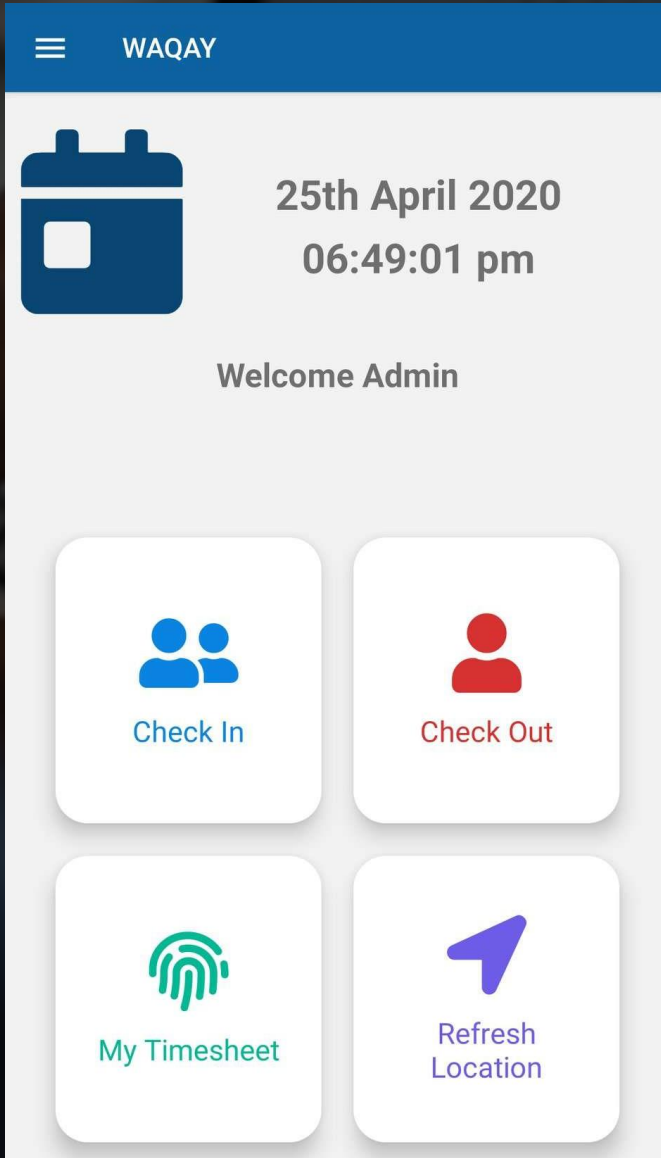 WAQAY
25th April 2020
06:49:01 pm
Welcome Admin
Check In
Check Out
My Timesheet
Refresh
Location